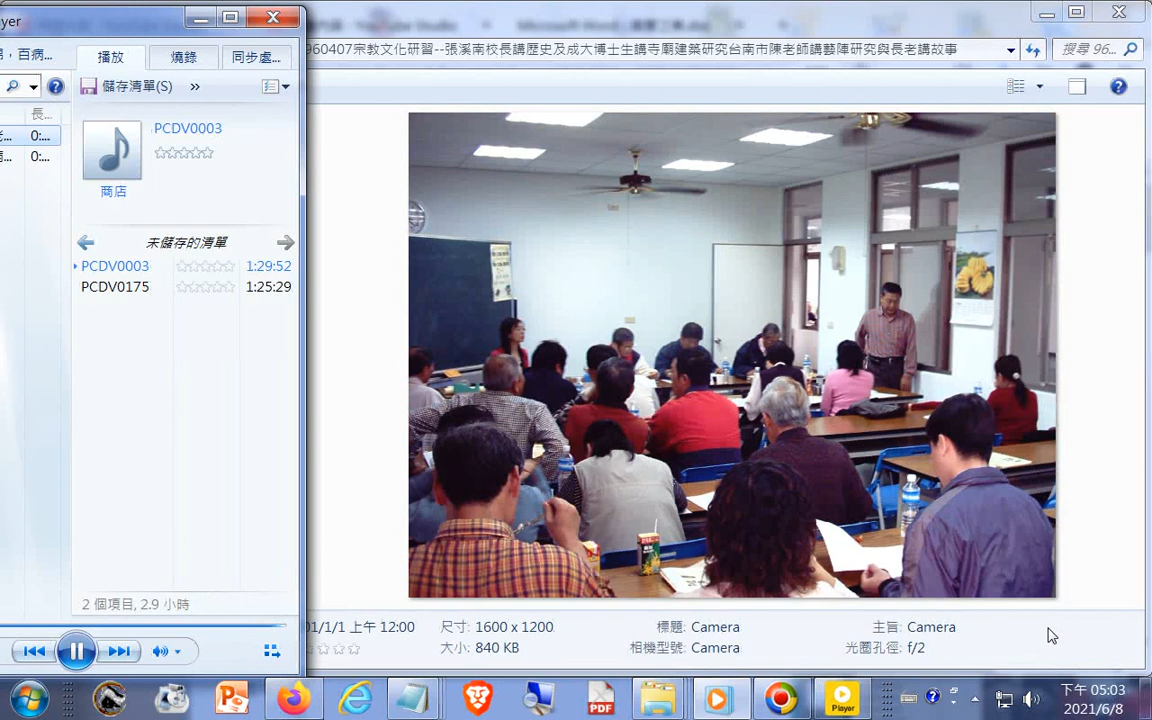 ayer
播放
燒錄
同步處...
儲存清單(S)
»
長...
0:...
0:...
PCDV0003
商店
未儲存的清單
PCDV0003 1:29:52
PCDV0175 1:25:29
2 個項目, 2.9 小時
960407宗教文化研習--張溪南校長講歷史及成大博士生講寺廟建築研究台南市陳老師講藝陣研究與長老講故事
搜尋 96...
01/1/1 上午 12:00
尺寸: 1600 x 1200
標題: Camera
主旨: Camera
大小: 840 KB
相機型號: Camera
光圈孔徑: f/2
PDF
Player
下午 05:03
2021/6/8